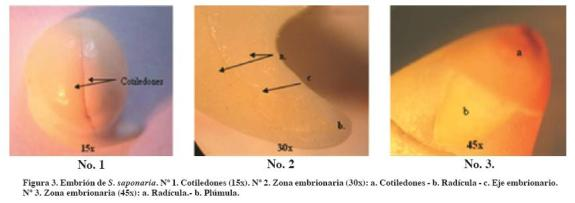 Cotiledones
15x
a.
c
b.
30x
a
b
45x
No. 1
No. 2
No. 3.
Figura 3. Embrión de S. saponaria. Nº 1. Cotiledones (15x). Nº 2. Zona embrionaria (30x): a. Cotiledones - b. Radícula - c. Eje embrionario.
Nº 3. Zona embrionaria (45x): a. Radícula.- b. Plúmula.